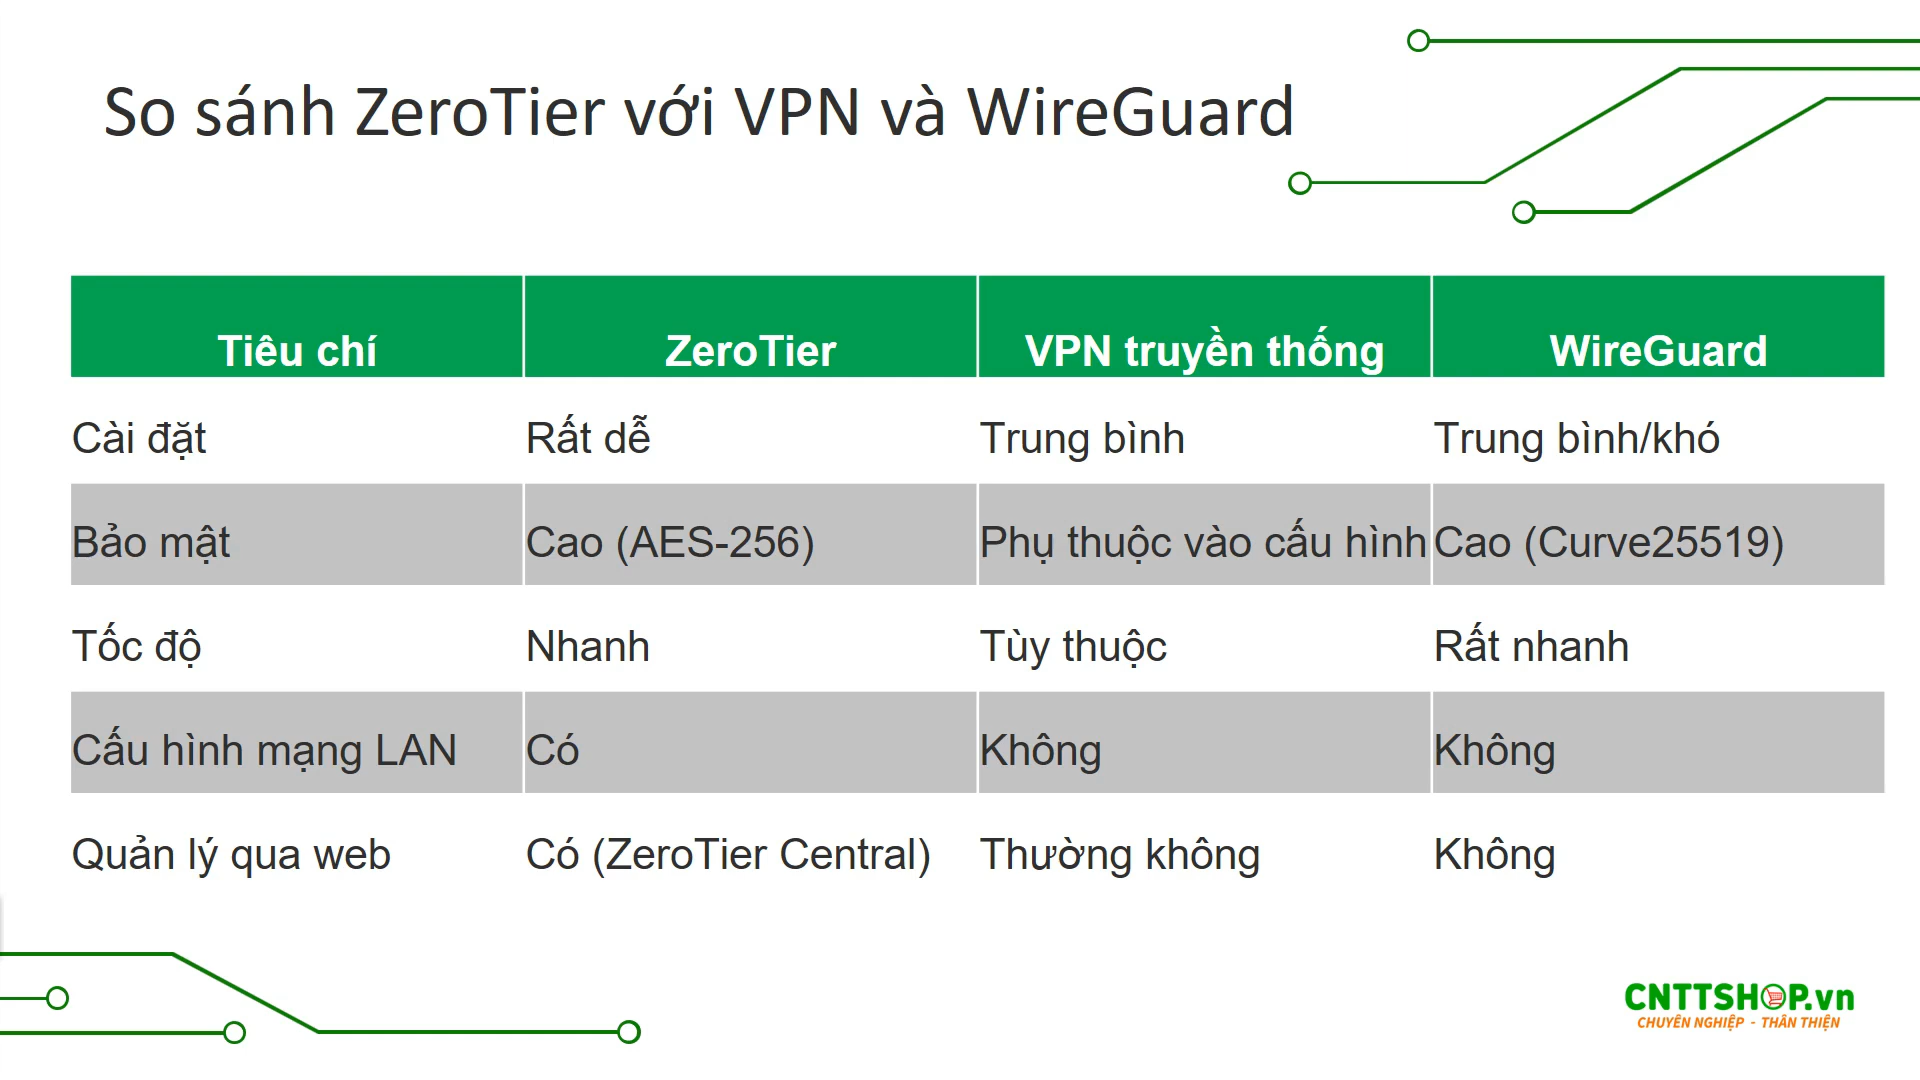 So sánh ZeroTier với VPN và WireGuard
Tiêu chí ZeroTier VPN truyền thống WireGuard
Cài đặt Rất dễ Trung bình Trung bình/khó
Bảo mật Cao (AES-256) Phụ thuộc vào cấu hình Cao (Curve25519)
Tốc độ Nhanh Tùy thuộc Rất nhanh
Cấu hình mạng LAN Có Không Không
Quản lý qua web Có (ZeroTier Central) Thường không Không
CNTTSHOP.vn
CHUYÊN NGHIỆP - THÂN THIỆN